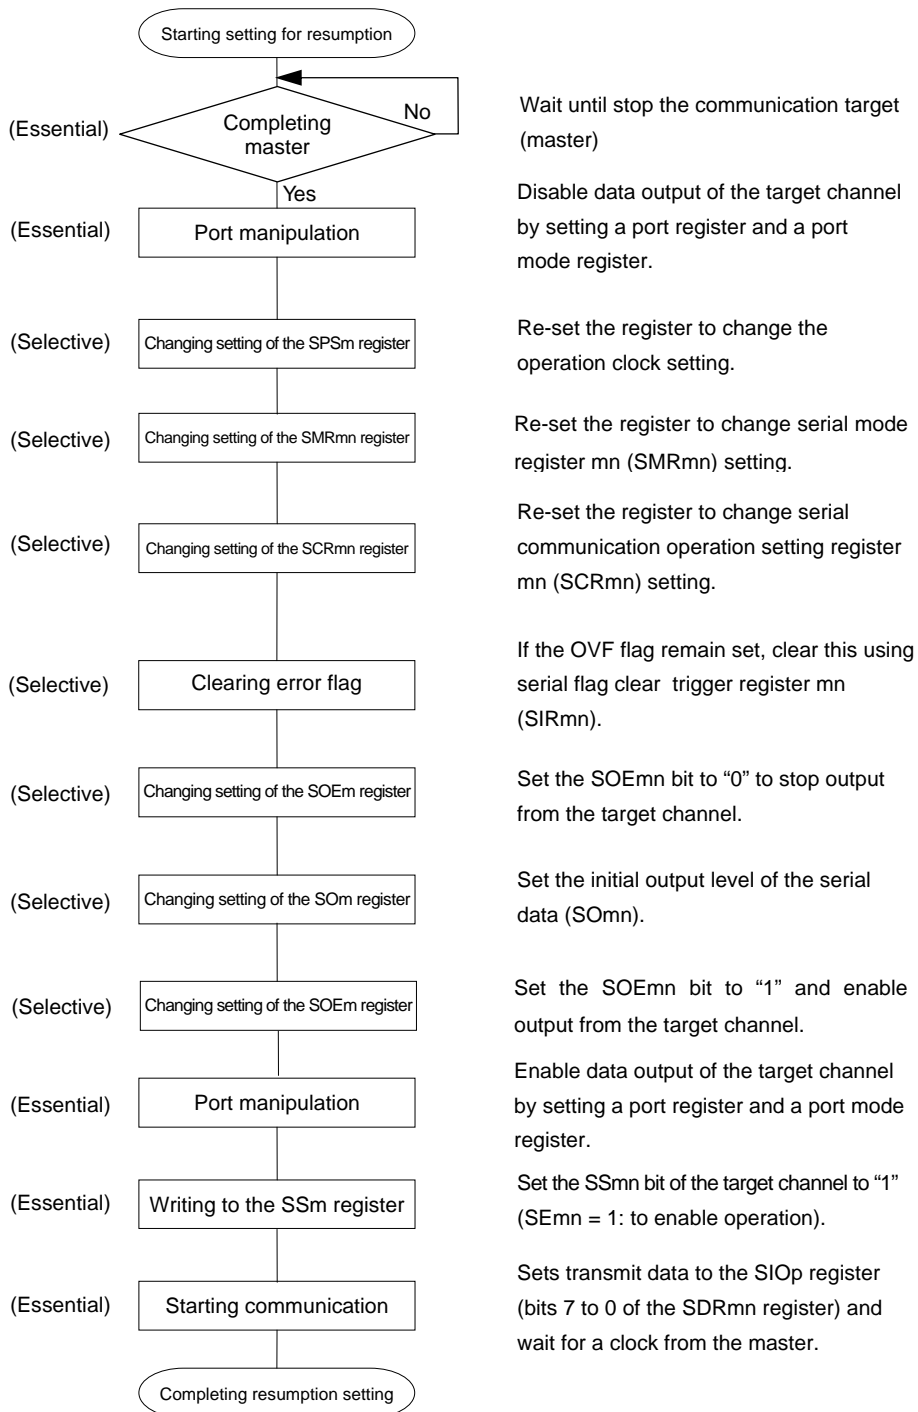 Starting setting for resumption
(Essential)
Completing
master
No
Wait until stop the communication target
(master)
Yes
(Essential)
Port manipulation
Disable data output of the target channel
by setting a port register and a port
mode register.
(Selective)
Changing setting of the SPSm register
Re-set the register to change the
operation clock setting.
(Selective)
Changing setting of the SMRmn register
Re-set the register to change serial mode
register mn (SMRmn) setting.
(Selective)
Changing setting of the SCRmn register
Re-set the register to change serial
communication operation setting register
mn (SCRmn) setting.
(Selective)
Clearing error flag
If the OVF flag remain set, clear this using
serial flag clear trigger register mn
(SIRmn).
(Selective)
Changing setting of the SOEm register
Set the SOEmn bit to “0” to stop output
from the target channel.
(Selective)
Changing setting of the SOm register
Set the initial output level of the serial
data (SOmn).
(Selective)
Changing setting of the SOEm register
Set the SOEmn bit to “1” and enable
output from the target channel.
(Essential)
Port manipulation
Enable data output of the target channel
by setting a port register and a port mode
register.
(Essential)
Writing to the SSm register
Set the SSmn bit of the target channel to “1”
(SEmn = 1: to enable operation).
(Essential)
Starting communication
Sets transmit data to the SIOp register
(bits 7 to 0 of the SDRmn register) and
wait for a clock from the master.
Completing resumption setting